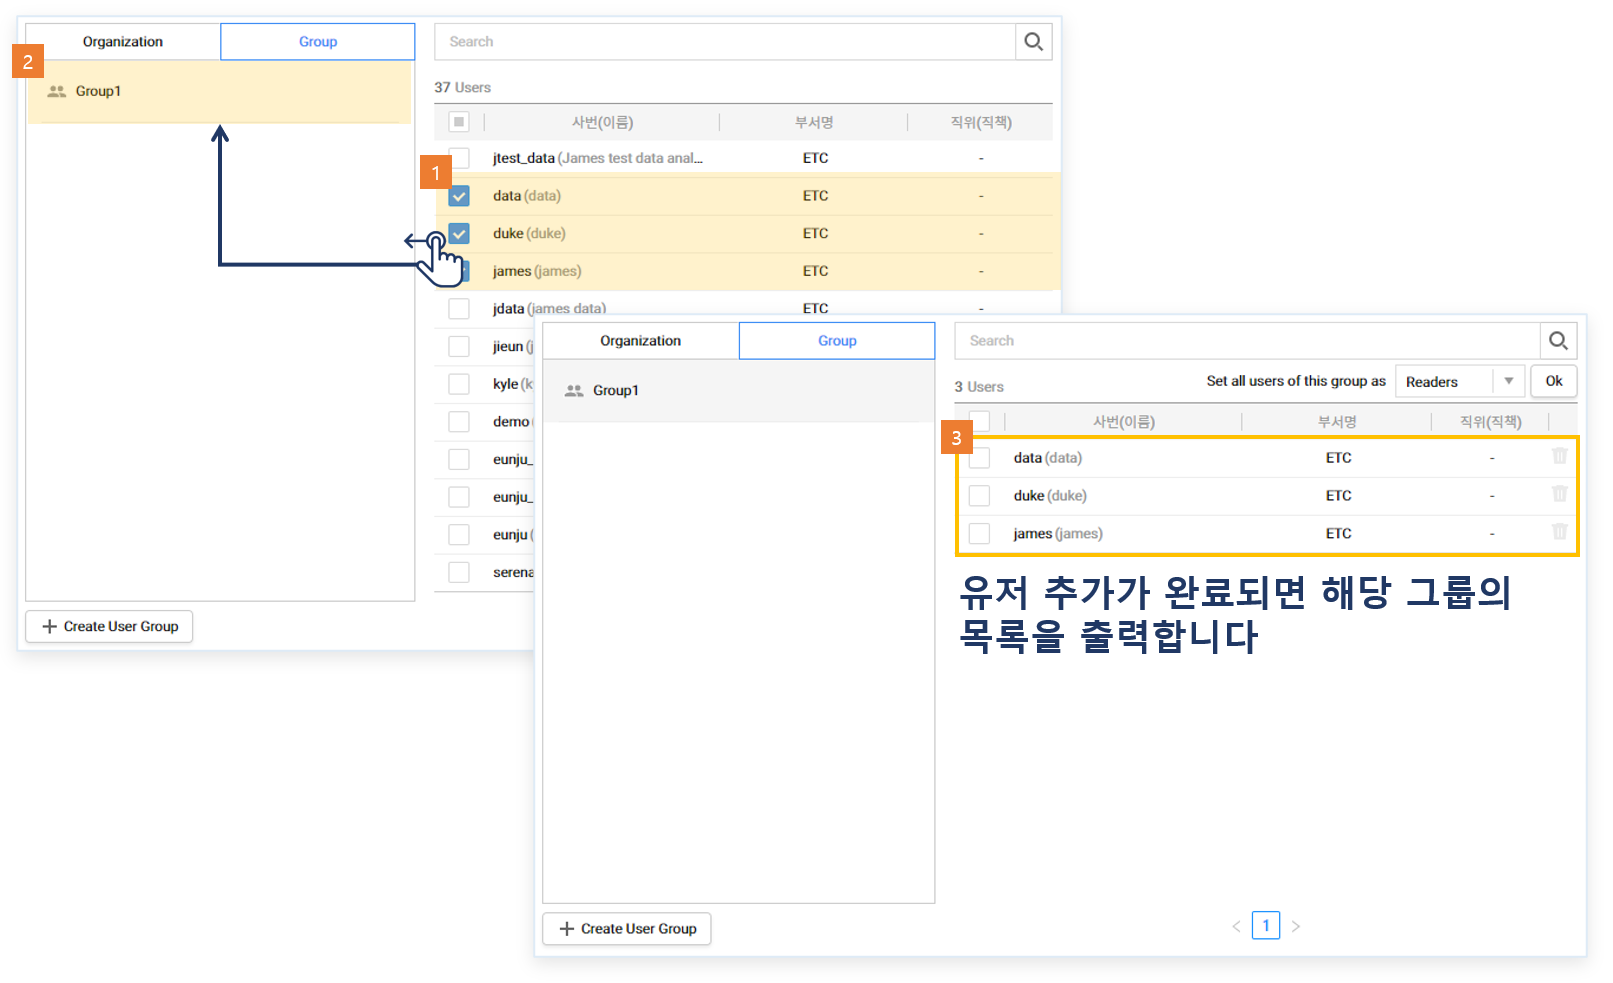 Organization Group
Search
2
Group1
37 Users
사번(이름) 부서명 직위(직책)
jtest_data (James test data anal... ETC -
1
data (data) ETC -
duke (duke) ETC -
james (james) ETC -
jdata (james data) ETC -
jieun (j
kyle (k
demo
eunju_
eunju_
eunju (
serena
+ Create User Group
Organization Group
Search
Group1
3 Users Set all users of this group as Readers Ok
사번(이름) 부서명 직위(직책)
3
data (data) ETC -
duke (duke) ETC -
james (james) ETC -
유저 추가가 완료되면 해당 그룹의
목록을 출력합니다
+ Create User Group
< 1 >